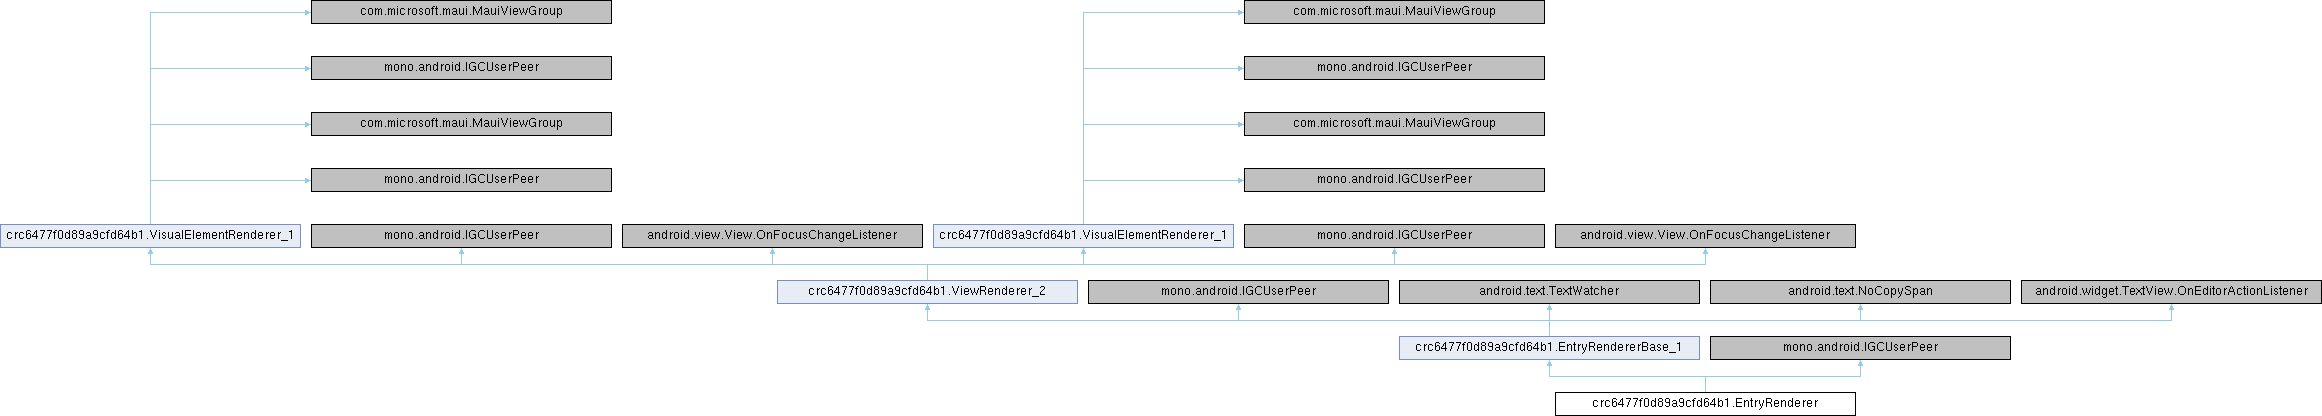 com.microsoft.maui.MauiViewGroup com.microsoft.maui.MauiViewGroup
mono.android.IGCUserPeer mono.android.IGCUserPeer
com.microsoft.maui.MauiViewGroup com.microsoft.maui.MauiViewGroup
mono.android.IGCUserPeer mono.android.IGCUserPeer
crc6477f0d89a9cfd64b1.VisualElementRenderer_1 mono.android.IGCUserPeer android.view.View.OnFocusChangeListener crc6477f0d89a9cfd64b1.VisualElementRenderer_1 mono.android.IGCUserPeer android.view.View.OnFocusChangeListener
crc6477f0d89a9cfd64b1.ViewRenderer_2 mono.android.IGCUserPeer android.text.TextWatcher android.text.NoCopySpan android.widget.TextView.OnEditorActionListener
crc6477f0d89a9cfd64b1.EntryRendererBase_1 mono.android.IGCUserPeer
crc6477f0d89a9cfd64b1.EntryRenderer